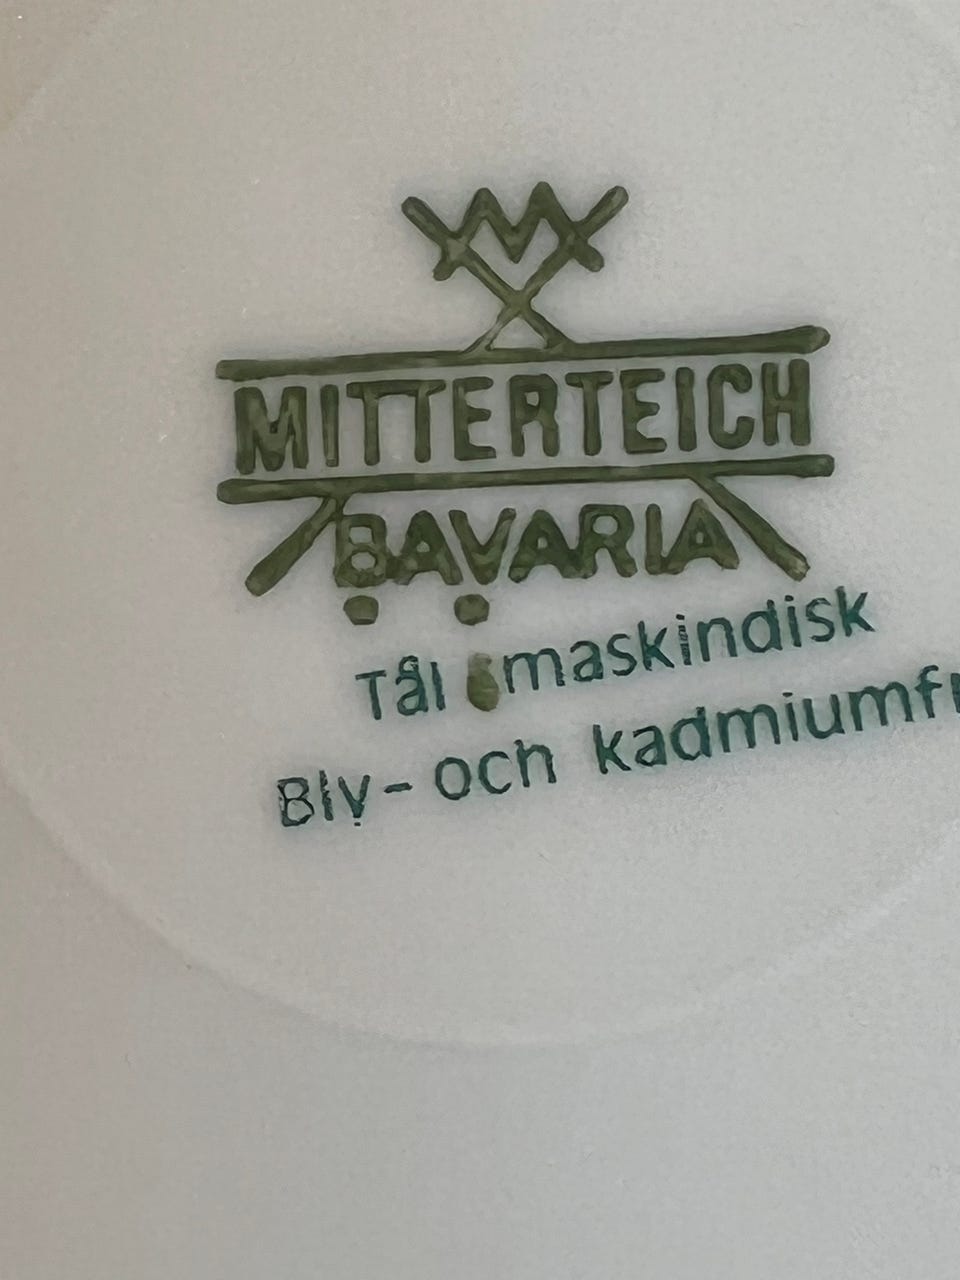 MITTERTEICH
BAVARIA
Tål maskindisk
Bly- och kadmiumfr